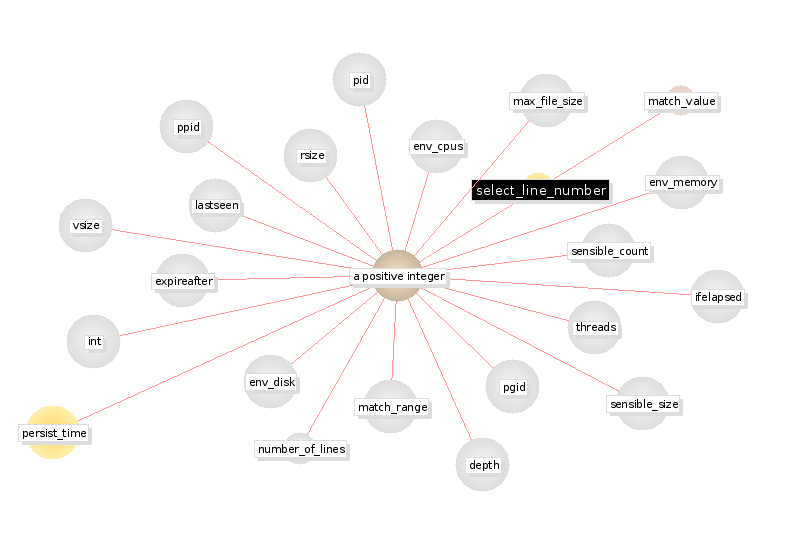 pid
max_file_size
match_value
ppid
env_cpus
rsize
env_memory
select_line_number
lastseen
vsize
sensible_count
a positive integer
expireafter
ifelapsed
threads
int
env_disk
pgid
match_range
sensible_size
persist_time
number_of_lines
depth